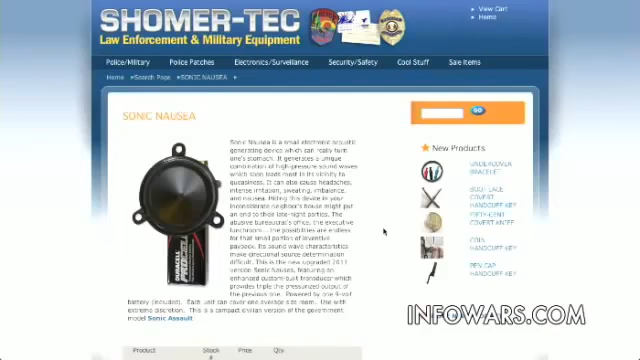 SHOMER-TEC
Law Enforcement & Military Equipment
View Cart
Home
Police/Military Police Patches Electronics/Surveillance Security/Safety Cool Stuff Sale Items
Home Search Page SONIC NAUSEA
SONIC NAUSEA
Sonic Nausea is a small electronic acoustic
generating device which can really turn
one's stomach. It generates a unique
combination of high-pressure sound waves
which soon leads most in its vicinity to
queasiness. It can also cause headaches,
intense irritation, sweating, imbalance,
and nausea. Hiding this device in your
inconsiderate neighbor's house might put
an end to their late-night parties. The
abusive bureaucrat's office, the executive
lunchroom... the possibilities are endless
for that small portion of inventive
payback. Its sound wave characteristics
make directional source determination
difficult. This is the new upgraded 2011
version Sonic Nausea, featuring an
enhanced custom-built transducer which
provides triple the pressurized output of
the previous one. Powered by one 9-volt
battery (included). Each unit can cover one average size room. Use with
extreme discretion. This is a compact civilian version of the government
model Sonic Assault.
DURACELL
PROCELL
GO
New Products
UNDERCOVER
BRACELET
BOOT LACE
COVERT
HANDCUFF KEY
FIFTY-CENT
COVERT KNIFE
COIN
HANDCUFF KEY
PEN CAP
HANDCUFF KEY
INFOWARS.COM
Product Stock # Price Qty.